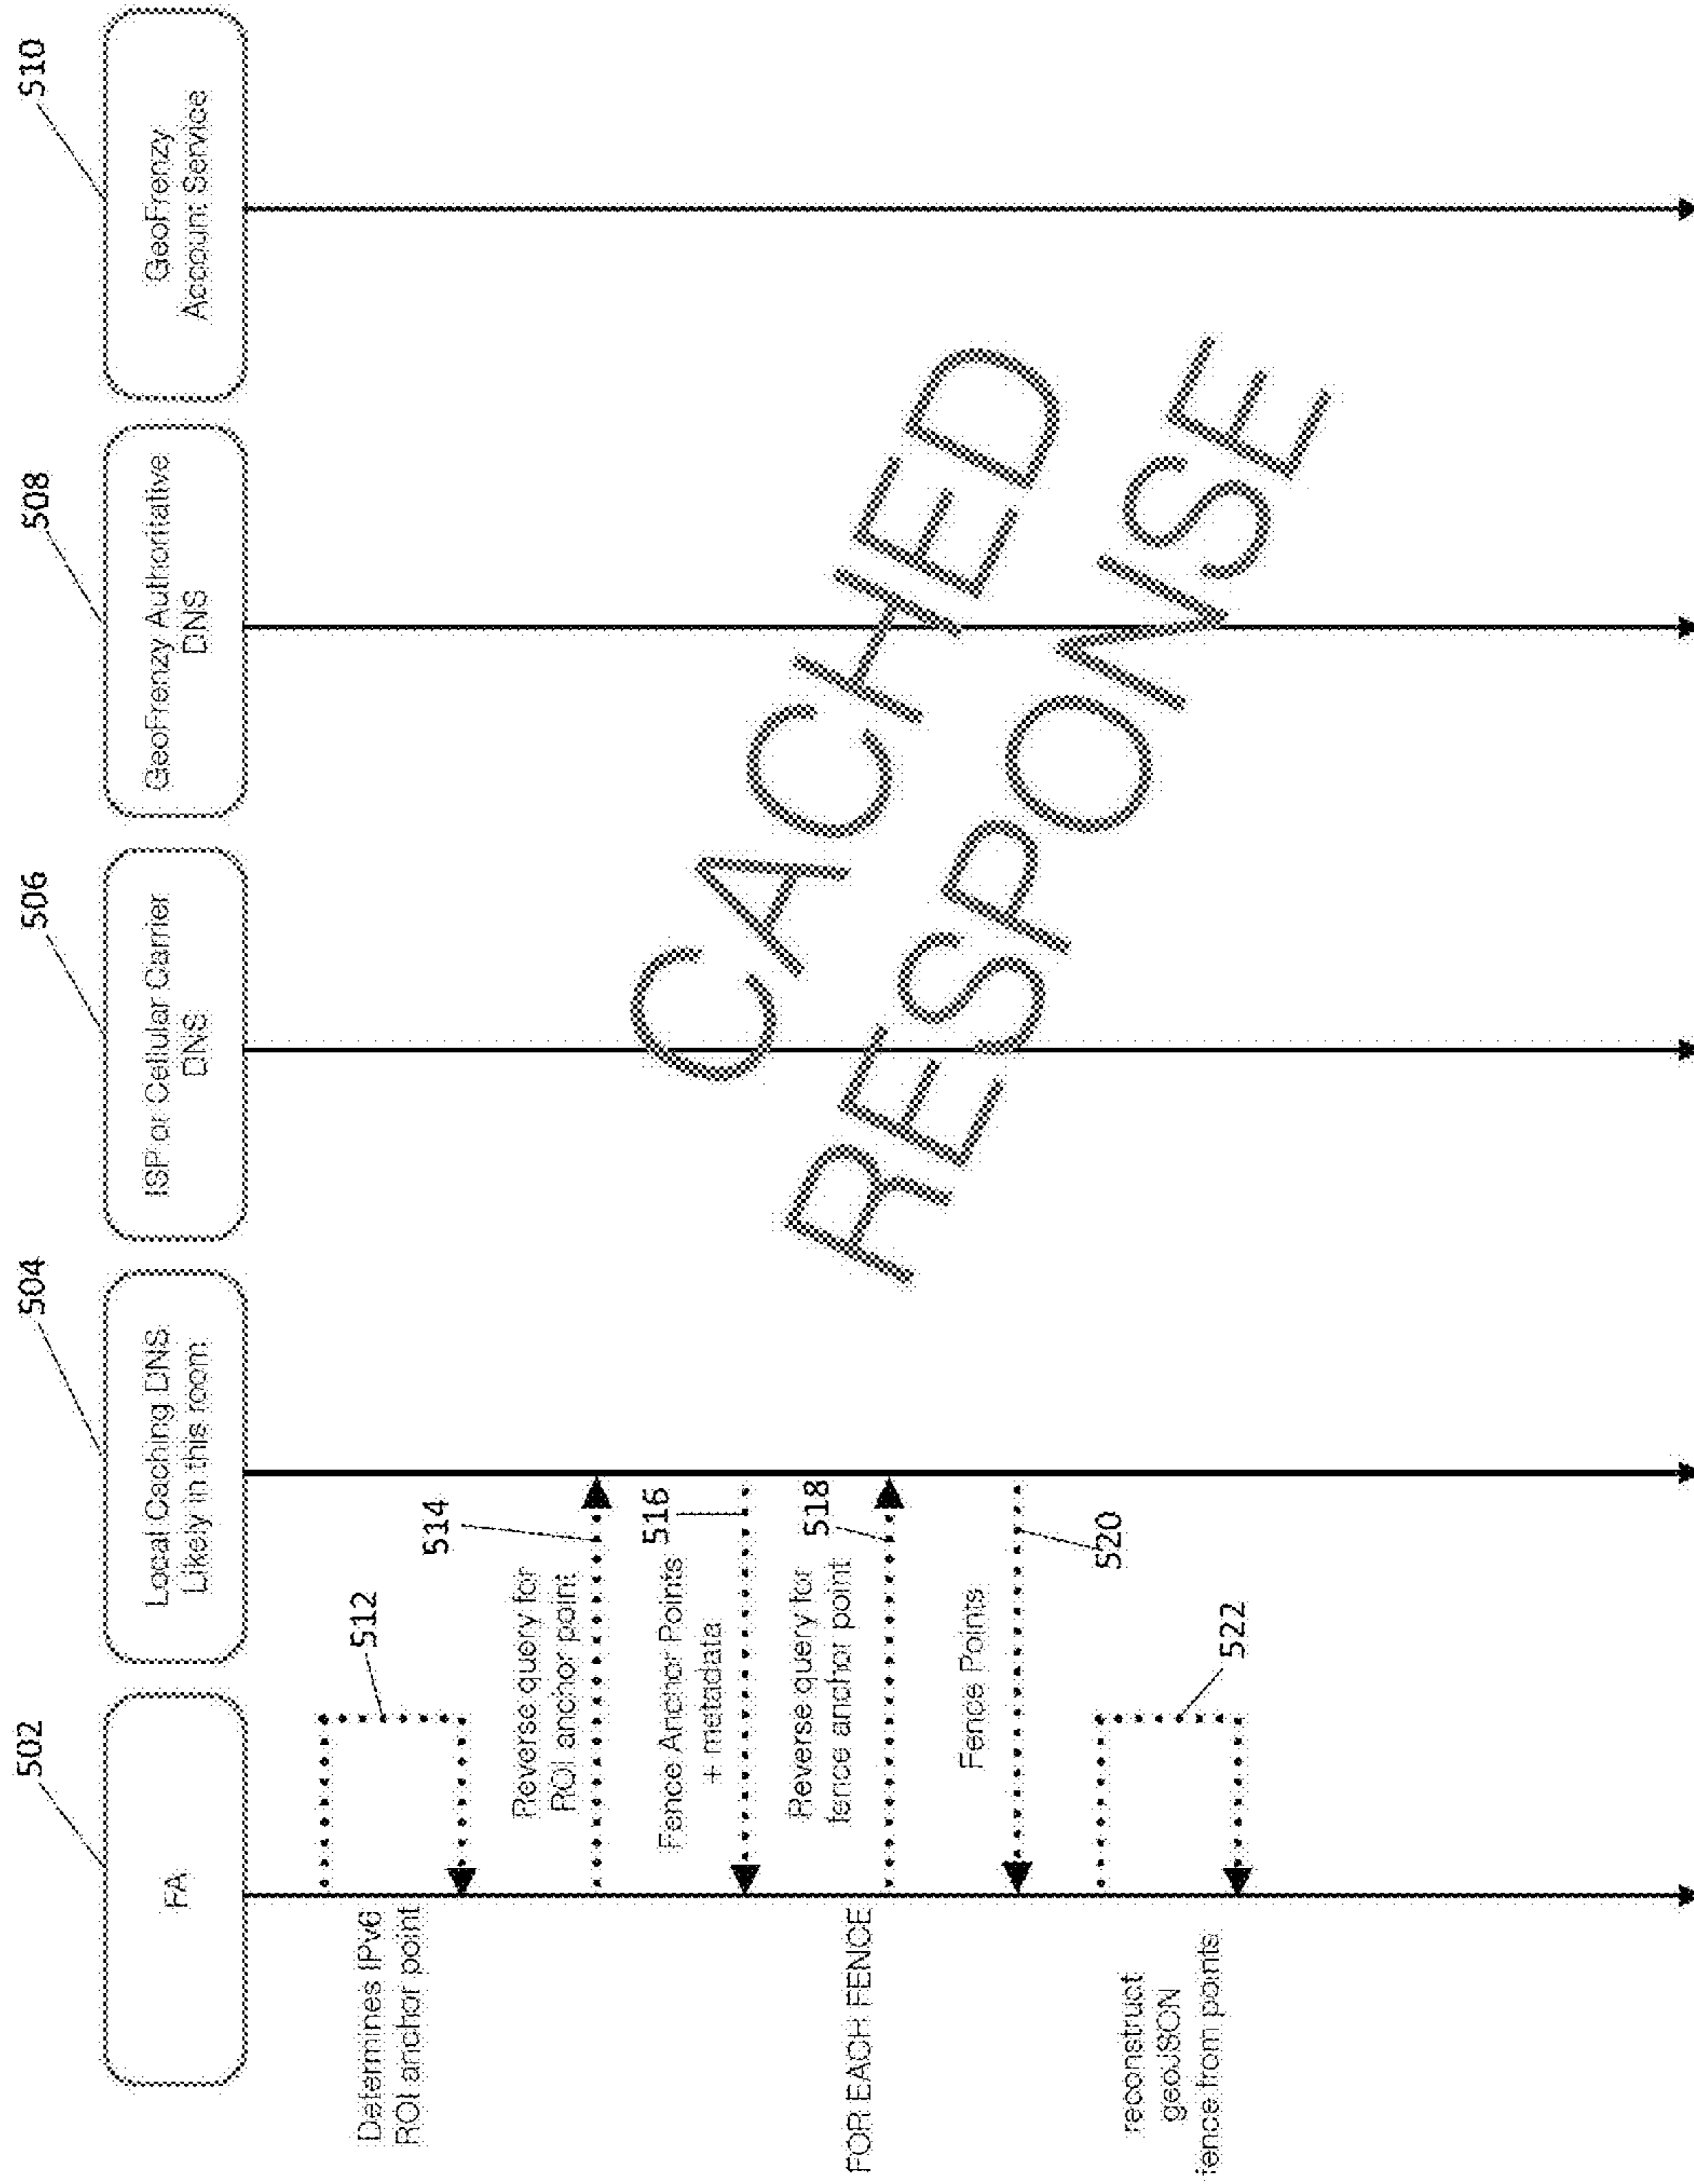 502
504
506
508
510
FA
Local Caching DNS
Likely in this room
ISP or Cellular Carrier
DNS
GeoFrenzy Authoritative
DNS
GeoFrenzy
Account Service
Determines IPv6
ROI anchor point
512
Reverse query for
ROI anchor point
514
Fence Anchor Points
+ metadata
516
FOR EACH FENCE
Reverse query for
fence anchor point
518
Fence Points
520
reconstruct
geoJSON
fence from points
522
CACHED
RESPONSE